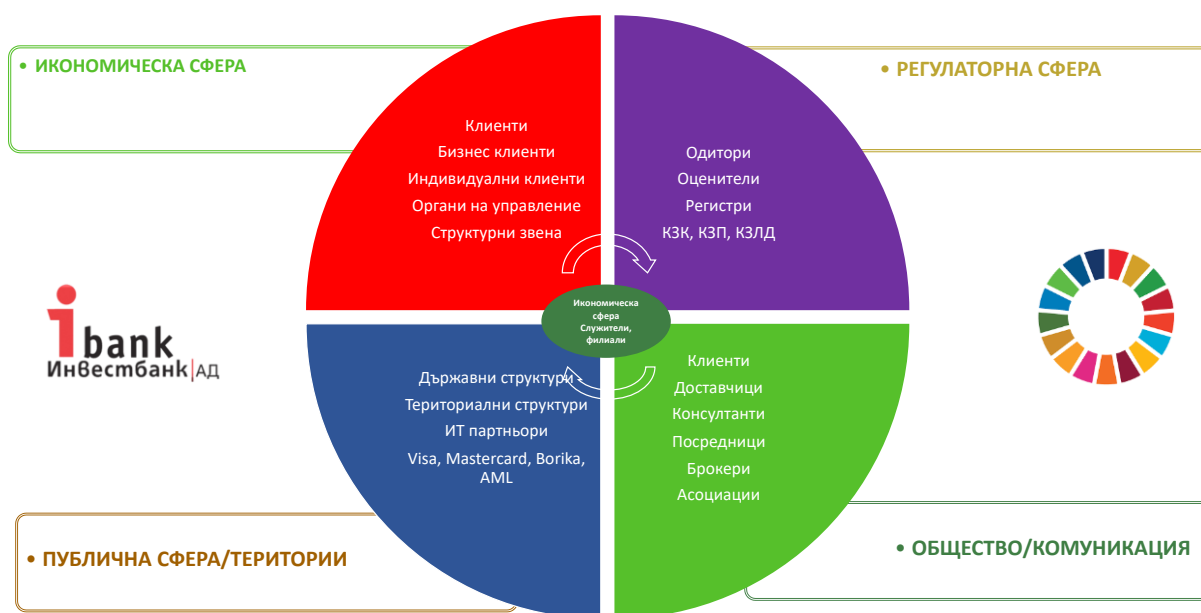 • ИКОНОМИЧЕСКА СФЕРА
• РЕГУЛАТОРНА СФЕРА
Клиенти
Бизнес клиенти
Индивидуални клиенти
Органи на управление
Структурни звена
Одитори
Оценители
Регистри
КЗК, КЗП, КЗЛД
Икономическа
сфера
Служители,
филиали
ibank
Инвестбанк|АД
Държавни структури
Териториални структури
ИТ партньори
Visa, Mastercard, Borika,
AML
Клиенти
Доставчици
Консултанти
Посредници
Брокери
Асоциации
• ПУБЛИЧНА СФЕРА/ТЕРИТОРИИ
• ОБЩЕСТВО/КОМУНИКАЦИЯ